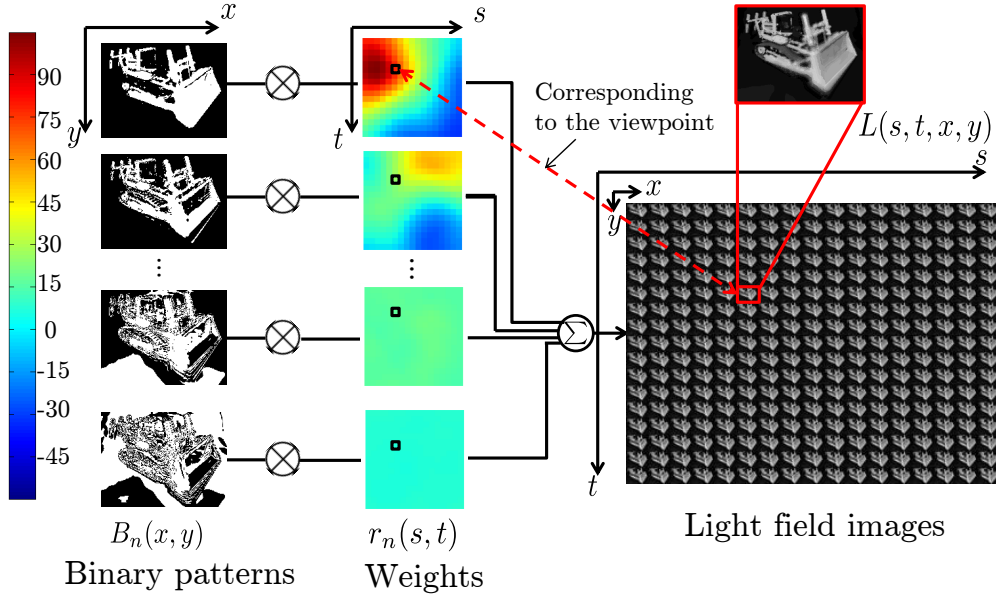 x
y
90
75
60
45
30
15
0
-15
-30
-45
⋮
B_n(x, y)
Binary patterns
s
t
⋮
r_n(s, t)
Weights
Corresponding
to the viewpoint
Σ
L(s, t, x, y)
s
x
y
t
Light field images